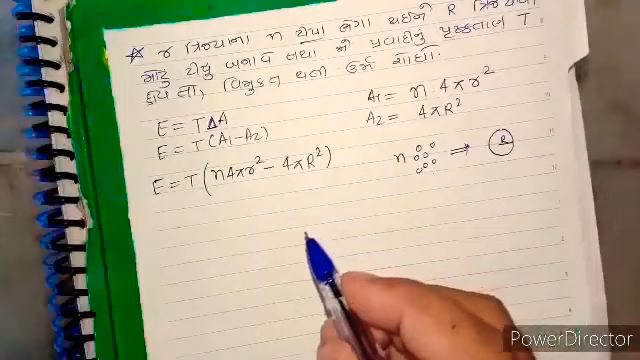 ☆ r ત્રિજ્યાના n ટીપા ભેગા થઈને R ત્રિજ્યાનું
મોટુ ટીપુ બનાવે તથા જો પ્રવાહીનું પૃષ્ઠતાણ T
હોય તો, વિમુક્ત થતી ઉર્જા શોધો.
E = TΔA
A₁ = n 4πr²
E = T(A₁-A₂)
A₂ = 4πR²
E = T(n4πr² - 4πR²)
n ⇒ R
PowerDirector